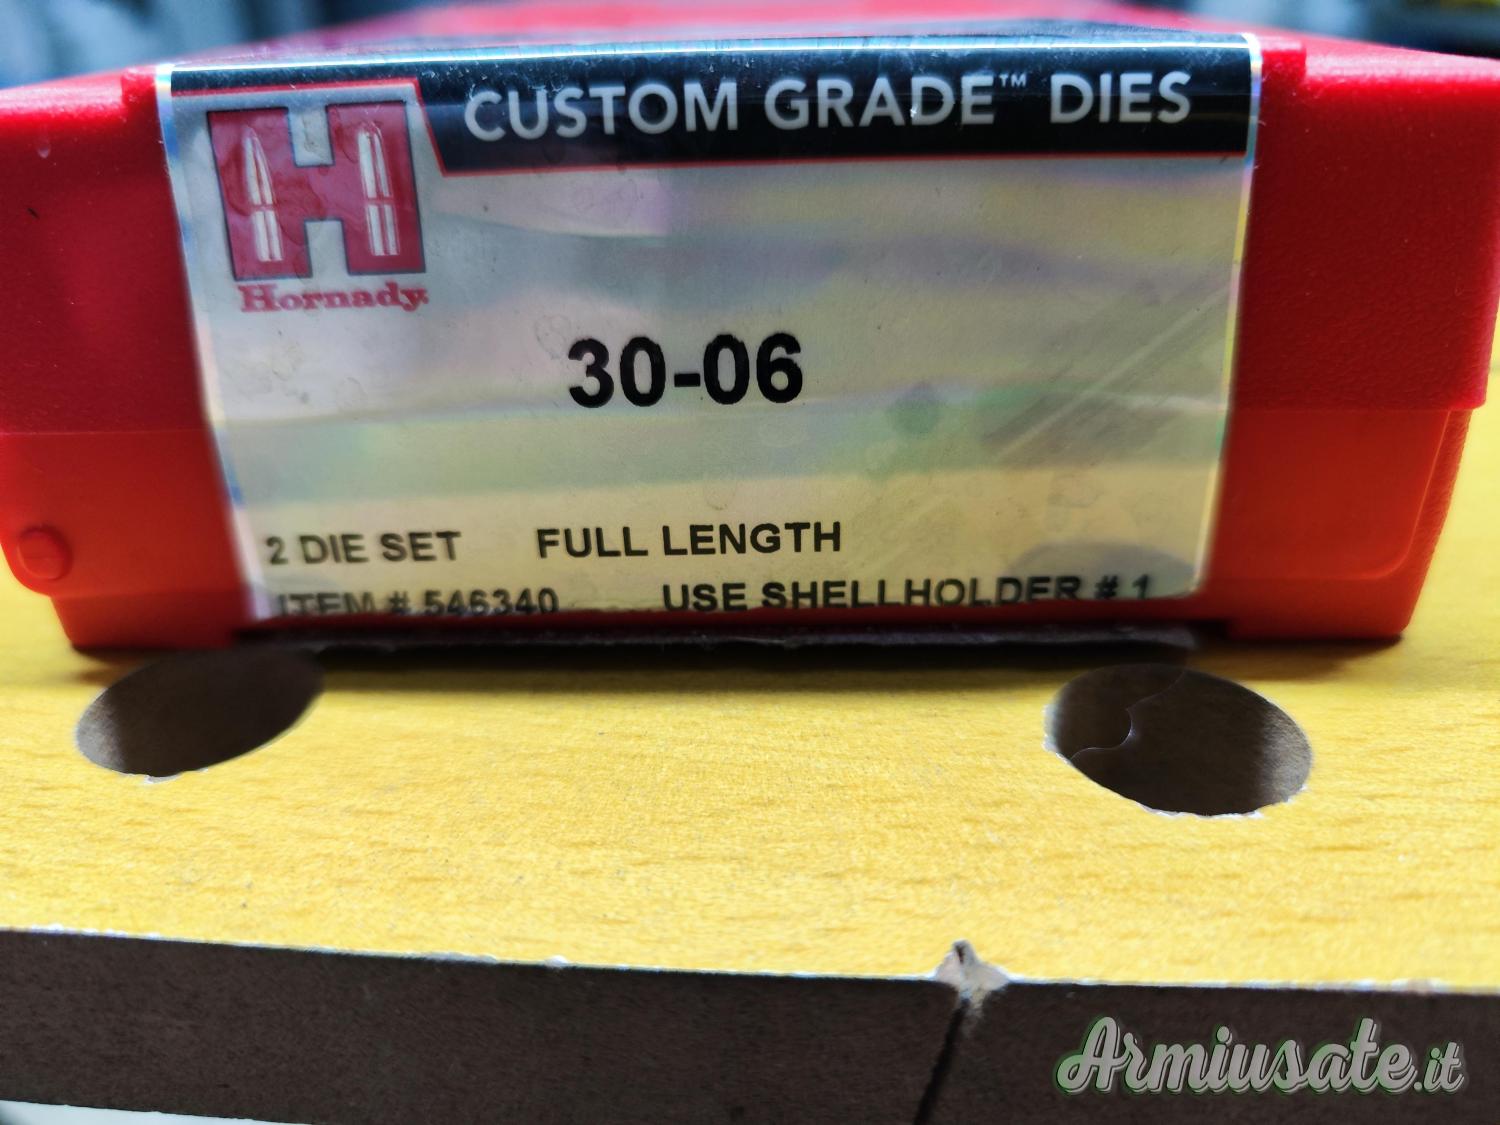 CUSTOM GRADE™ DIES
H
Hornady
30-06
2 DIE SET FULL LENGTH
ITEM # 546340 USE SHELLHOLDER # 1
Armiusate.it